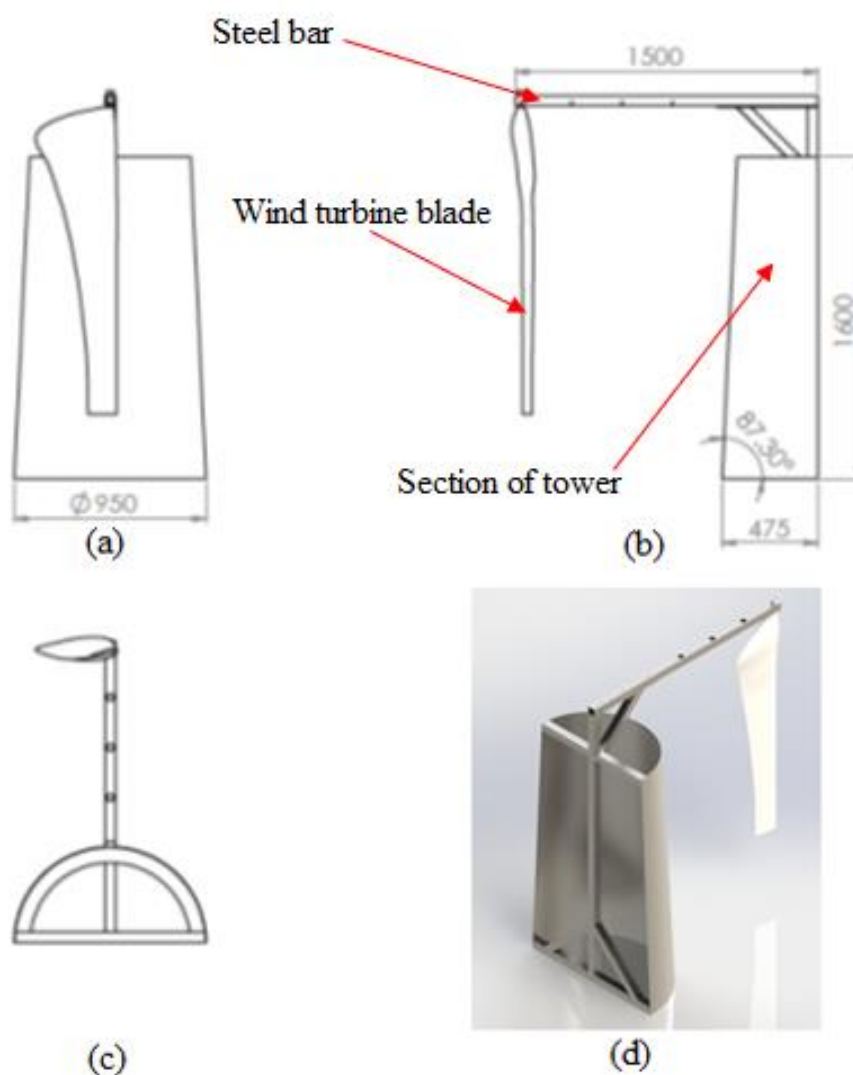 Steel bar
1500
Wind turbine blade
1600
87.30°
Section of tower
Ø950
475
(a)
(b)
(c)
(d)